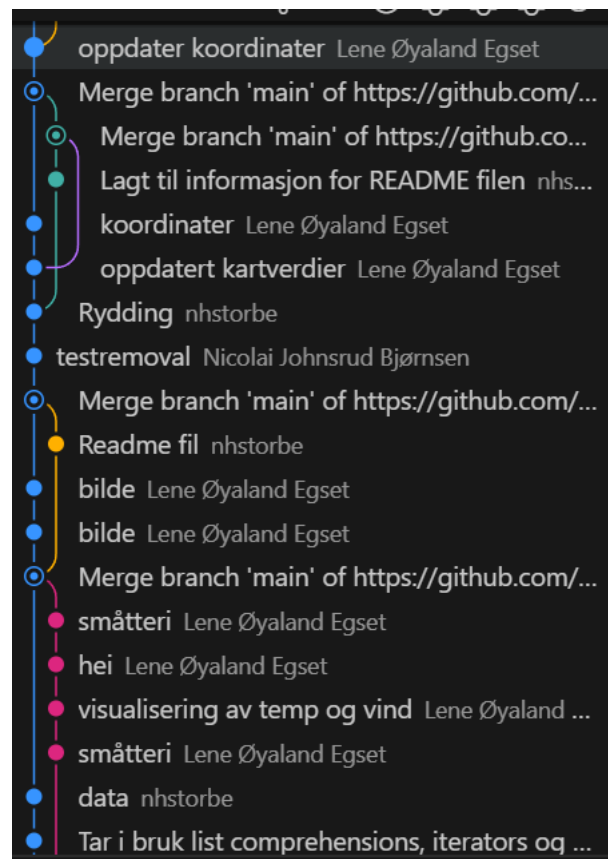 oppdater koordinater Lene Øyaland Egset
Merge branch 'main' of https://github.com/...
Merge branch 'main' of https://github.co...
Lagt til informasjon for README filen nhs...
koordinater Lene Øyaland Egset
oppdatert kartverdier Lene Øyaland Egset
Rydding nhstorbe
testremoval Nicolai Johnsrud Bjørnsen
Merge branch 'main' of https://github.com/...
Readme fil nhstorbe
bilde Lene Øyaland Egset
bilde Lene Øyaland Egset
Merge branch 'main' of https://github.com/...
småtteri Lene Øyaland Egset
hei Lene Øyaland Egset
visualisering av temp og vind Lene Øyaland ...
småtteri Lene Øyaland Egset
data nhstorbe
Tar i bruk list comprehensions, iterators og ...